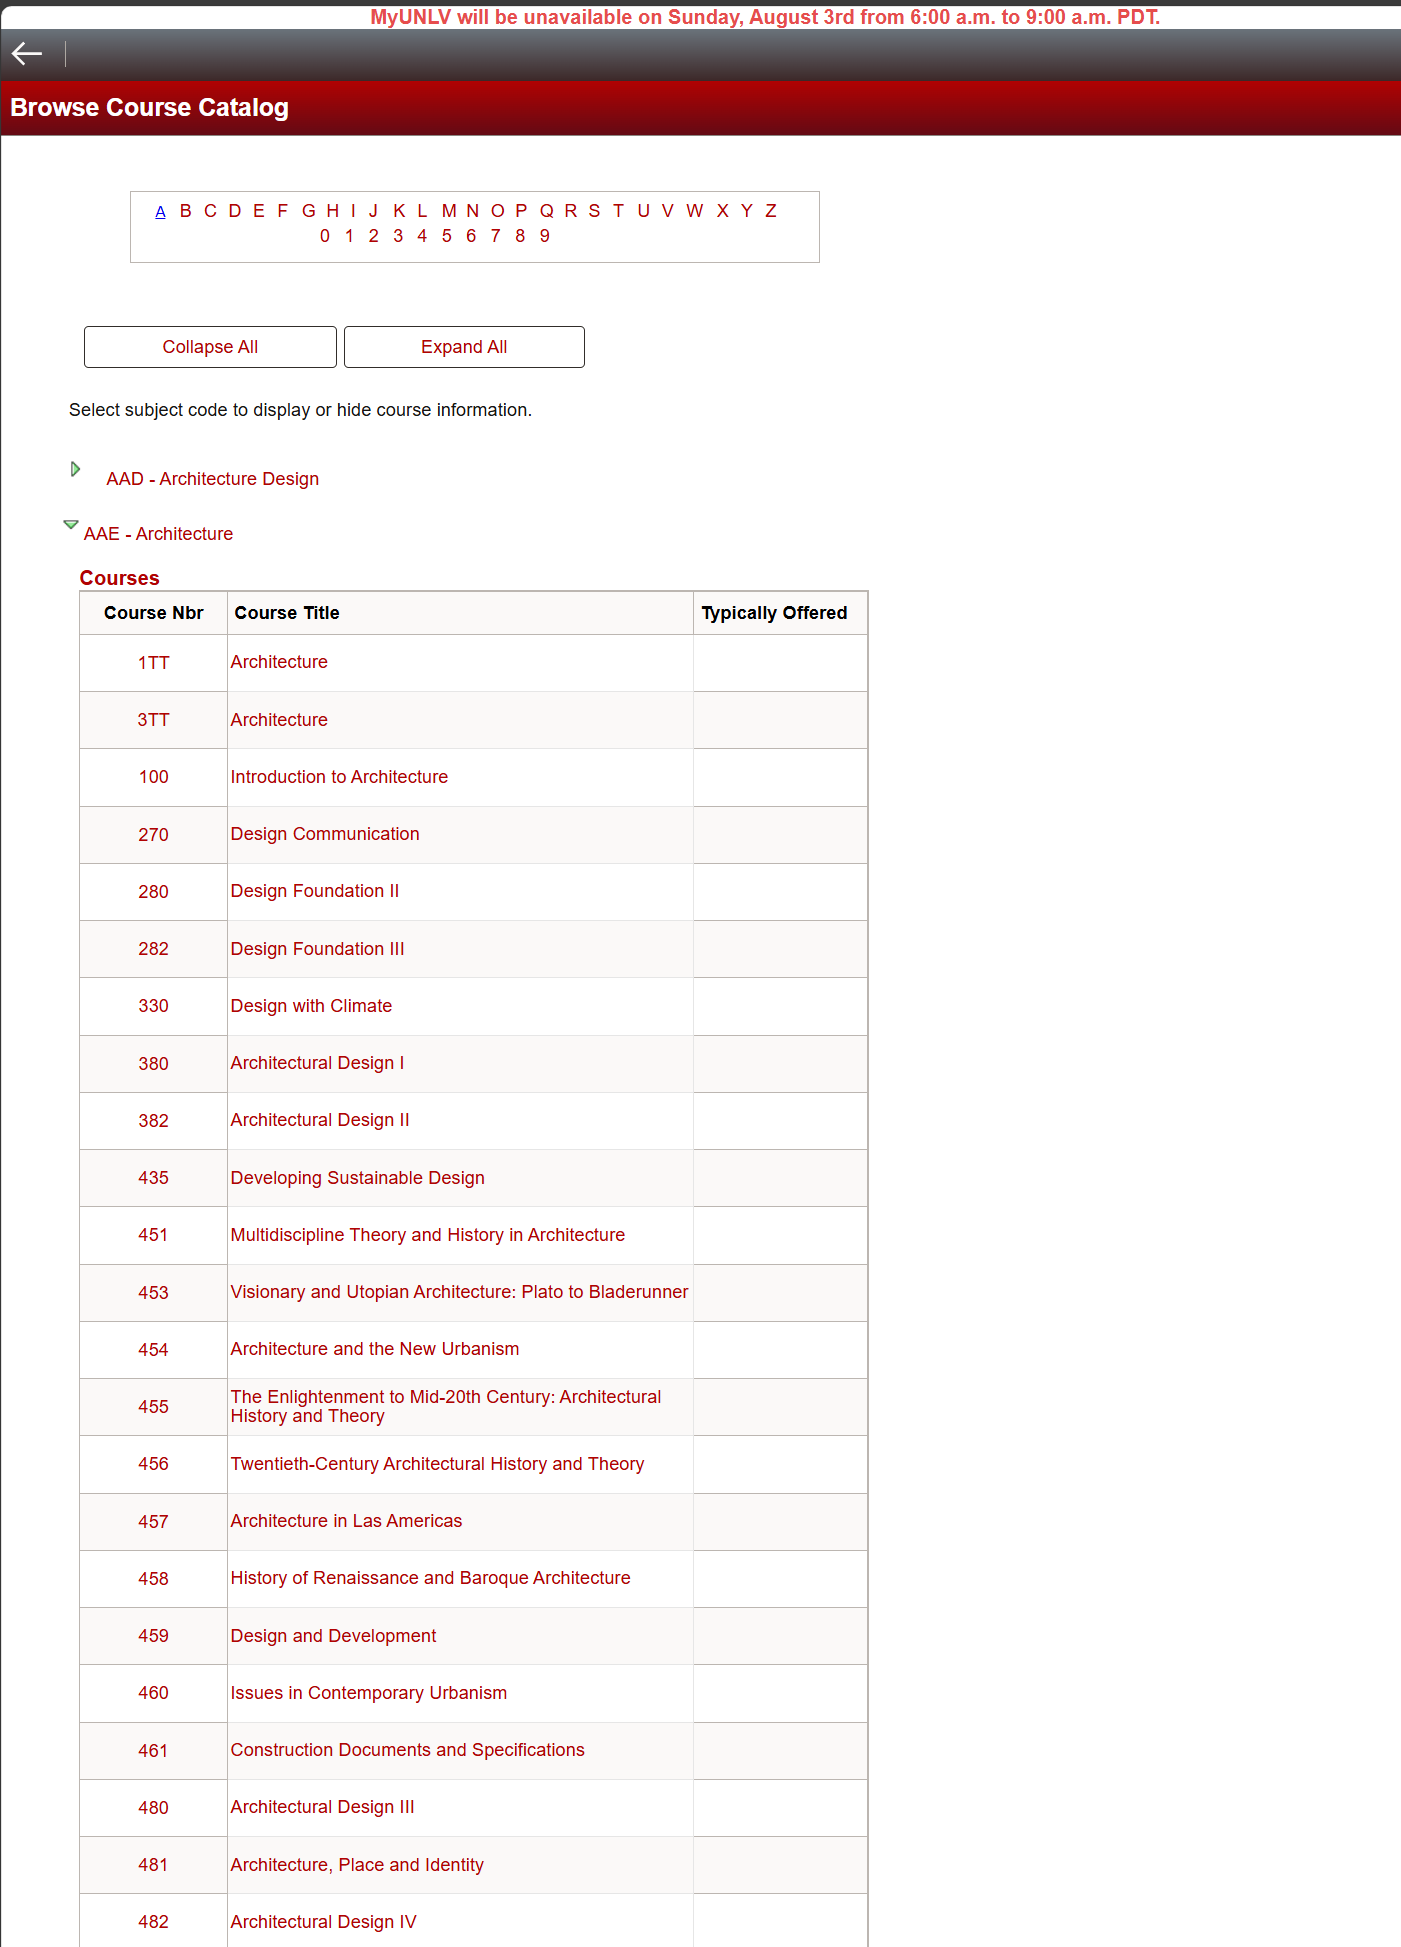 MyUNLV will be unavailable on Sunday, August 3rd from 6:00 a.m. to 9:00 a.m. PDT.
Browse Course Catalog
A B C D E F G H I J K L M N O P Q R S T U V W X Y Z
0 1 2 3 4 5 6 7 8 9
Collapse All Expand All
Select subject code to display or hide course information.
AAD - Architecture Design
AAE - Architecture
Courses
Course Nbr Course Title Typically Offered
1TT Architecture
3TT Architecture
100 Introduction to Architecture
270 Design Communication
280 Design Foundation II
282 Design Foundation III
330 Design with Climate
380 Architectural Design I
382 Architectural Design II
435 Developing Sustainable Design
451 Multidiscipline Theory and History in Architecture
453 Visionary and Utopian Architecture: Plato to Bladerunner
454 Architecture and the New Urbanism
455 The Enlightenment to Mid-20th Century: Architectural
History and Theory
456 Twentieth-Century Architectural History and Theory
457 Architecture in Las Americas
458 History of Renaissance and Baroque Architecture
459 Design and Development
460 Issues in Contemporary Urbanism
461 Construction Documents and Specifications
480 Architectural Design III
481 Architecture, Place and Identity
482 Architectural Design IV